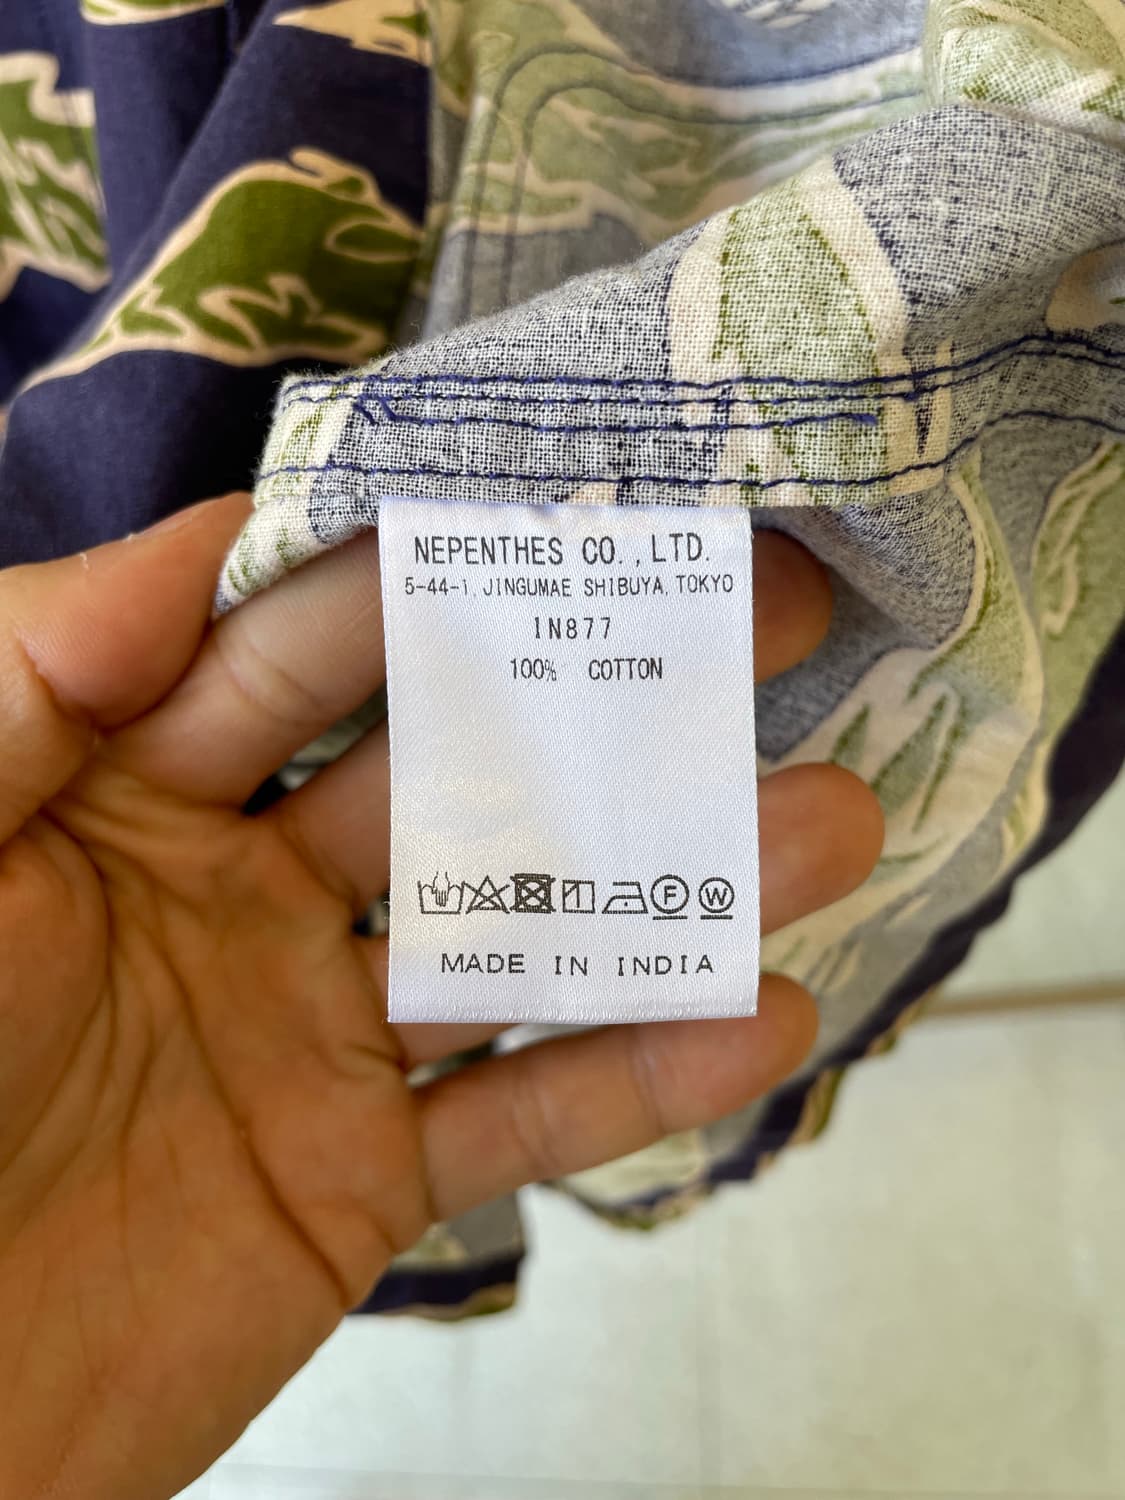 NEPENTHES CO., LTD.
5-44-1, JINGUMAE SHIBUYA, TOKYO
IN877
100% COTTON
F W
MADE IN INDIA